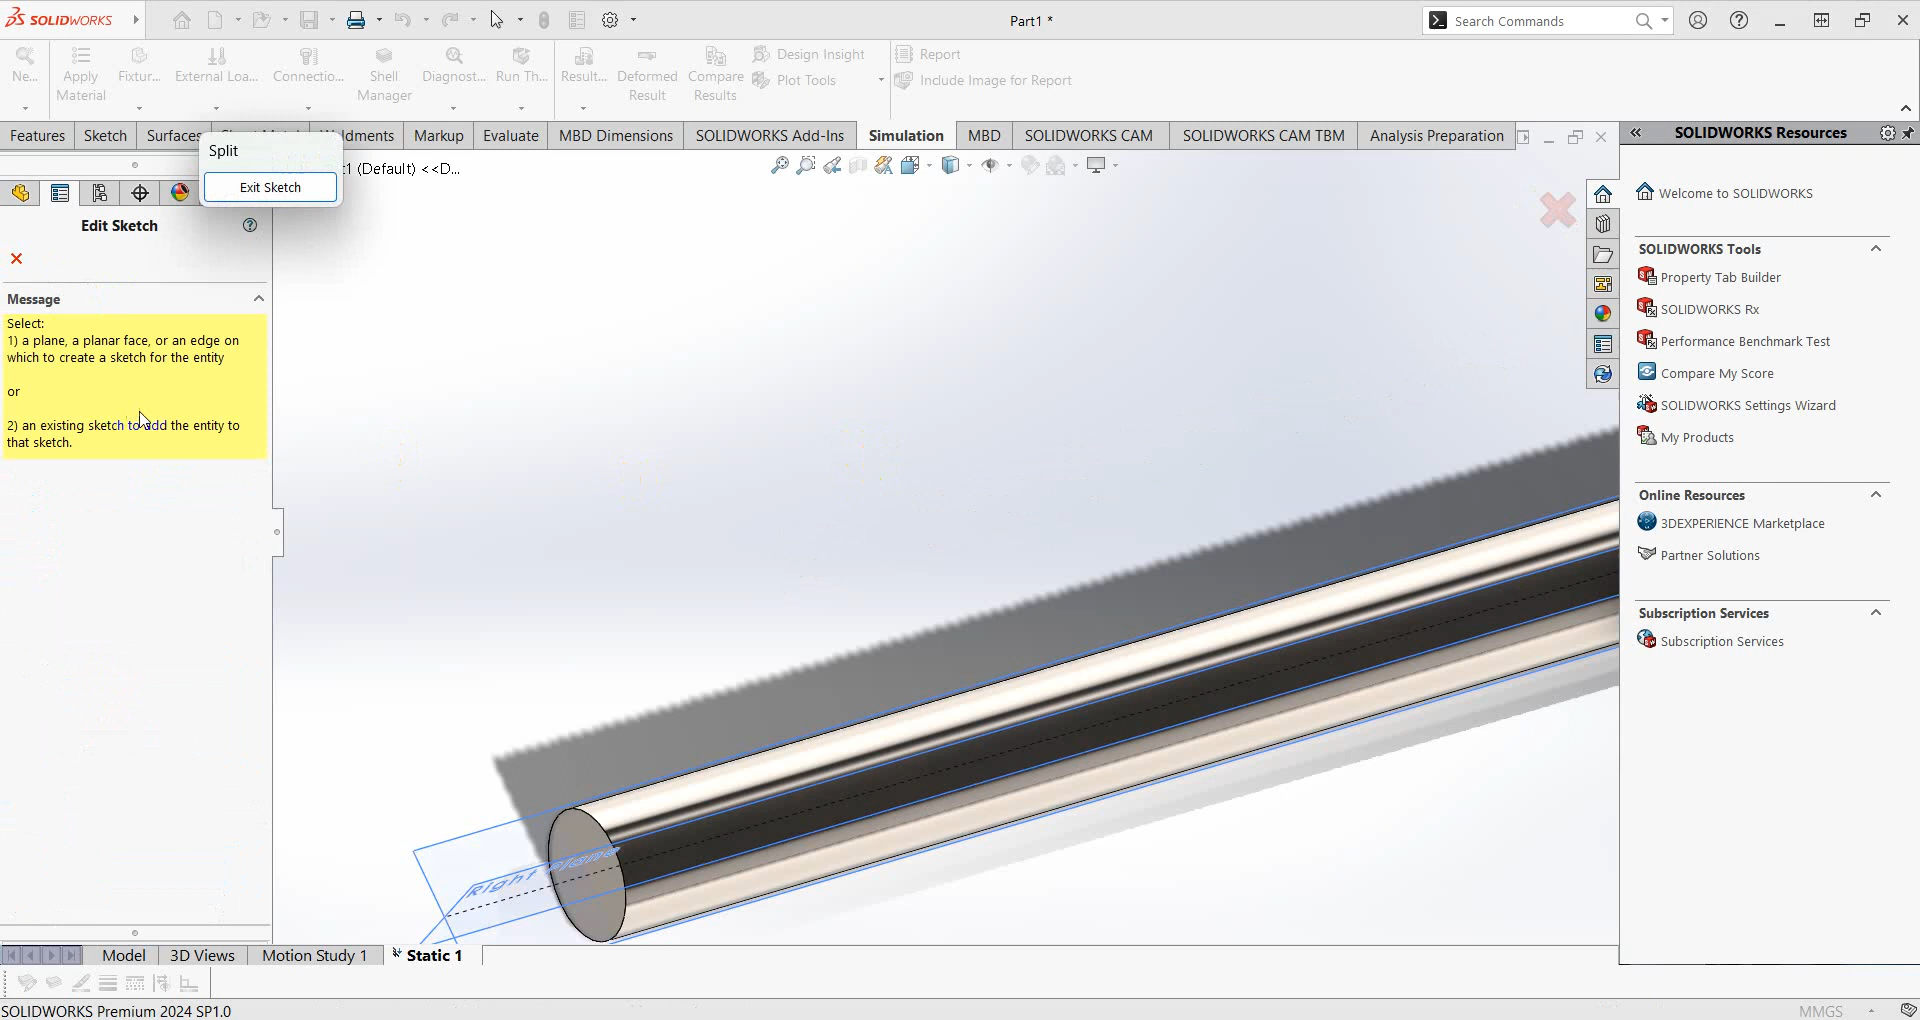 SOLIDWORKS
Part1 *
Search Commands
Ne...
Apply
Material
Fixtur...
External Loa...
Connectio...
Shell
Manager
Diagnost...
Run Th...
Result...
Deformed
Result
Compare
Results
Design Insight
Plot Tools
Report
Include Image for Report
Features
Sketch
Surfaces
Markup
Evaluate
MBD Dimensions
SOLIDWORKS Add-Ins
Simulation
MBD
SOLIDWORKS CAM
SOLIDWORKS CAM TBM
Analysis Preparation
SOLIDWORKS Resources
Split
Exit Sketch
(Default) <<D...
Edit Sketch
Message
Select:
1) a plane, a planar face, or an edge on
which to create a sketch for the entity
or
2) an existing sketch to add the entity to
that sketch.
Right Plane
Welcome to SOLIDWORKS
SOLIDWORKS Tools
Property Tab Builder
SOLIDWORKS Rx
Performance Benchmark Test
Compare My Score
SOLIDWORKS Settings Wizard
My Products
Online Resources
3DEXPERIENCE Marketplace
Partner Solutions
Subscription Services
Subscription Services
Model
3D Views
Motion Study 1
Static 1
SOLIDWORKS Premium 2024 SP1.0
MMGS